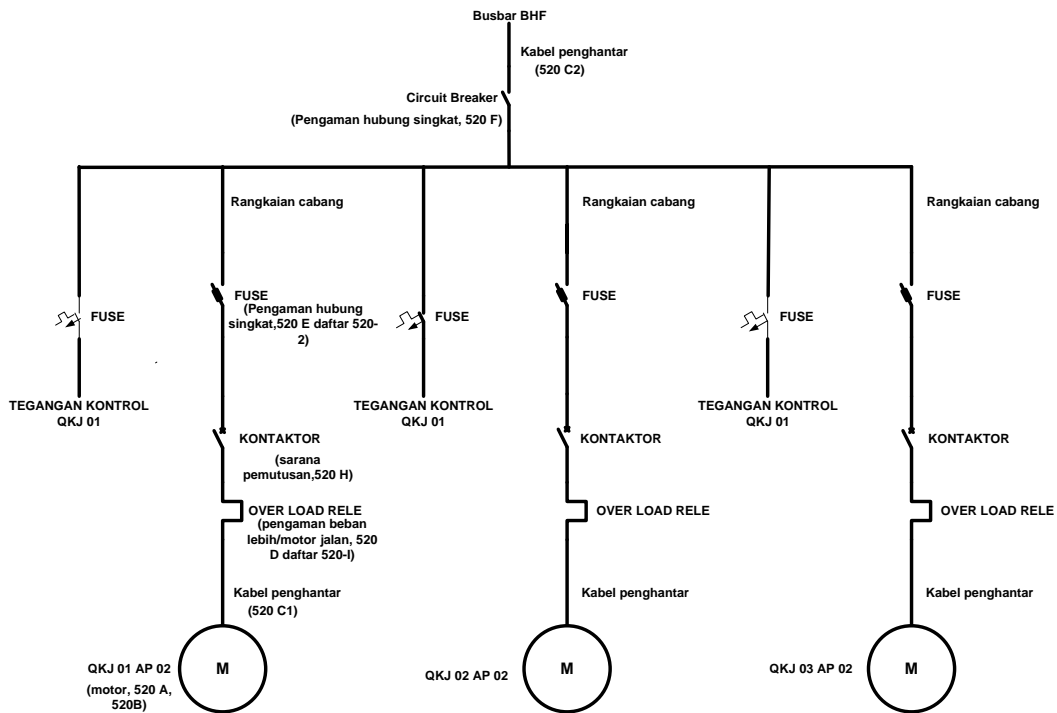 Busbar BHF
Kabel penghantar
(520 C2)
Circuit Breaker
(Pengaman hubung singkat, 520 F)
Rangkaian cabang
Rangkaian cabang
Rangkaian cabang
FUSE
FUSE
(Pengaman hubung
singkat,520 E daftar 520-
2)
FUSE
FUSE
FUSE
FUSE
TEGANGAN KONTROL
QKJ 01
TEGANGAN KONTROL
QKJ 01
TEGANGAN KONTROL
QKJ 01
KONTAKTOR
(sarana
pemutusan,520 H)
KONTAKTOR
KONTAKTOR
OVER LOAD RELE
(pengaman beban
lebih/motor jalan, 520
D daftar 520-I)
OVER LOAD RELE
OVER LOAD RELE
Kabel penghantar
(520 C1)
Kabel penghantar
Kabel penghantar
QKJ 01 AP 02
(motor, 520 A,
520B)
M
QKJ 02 AP 02
M
QKJ 03 AP 02
M